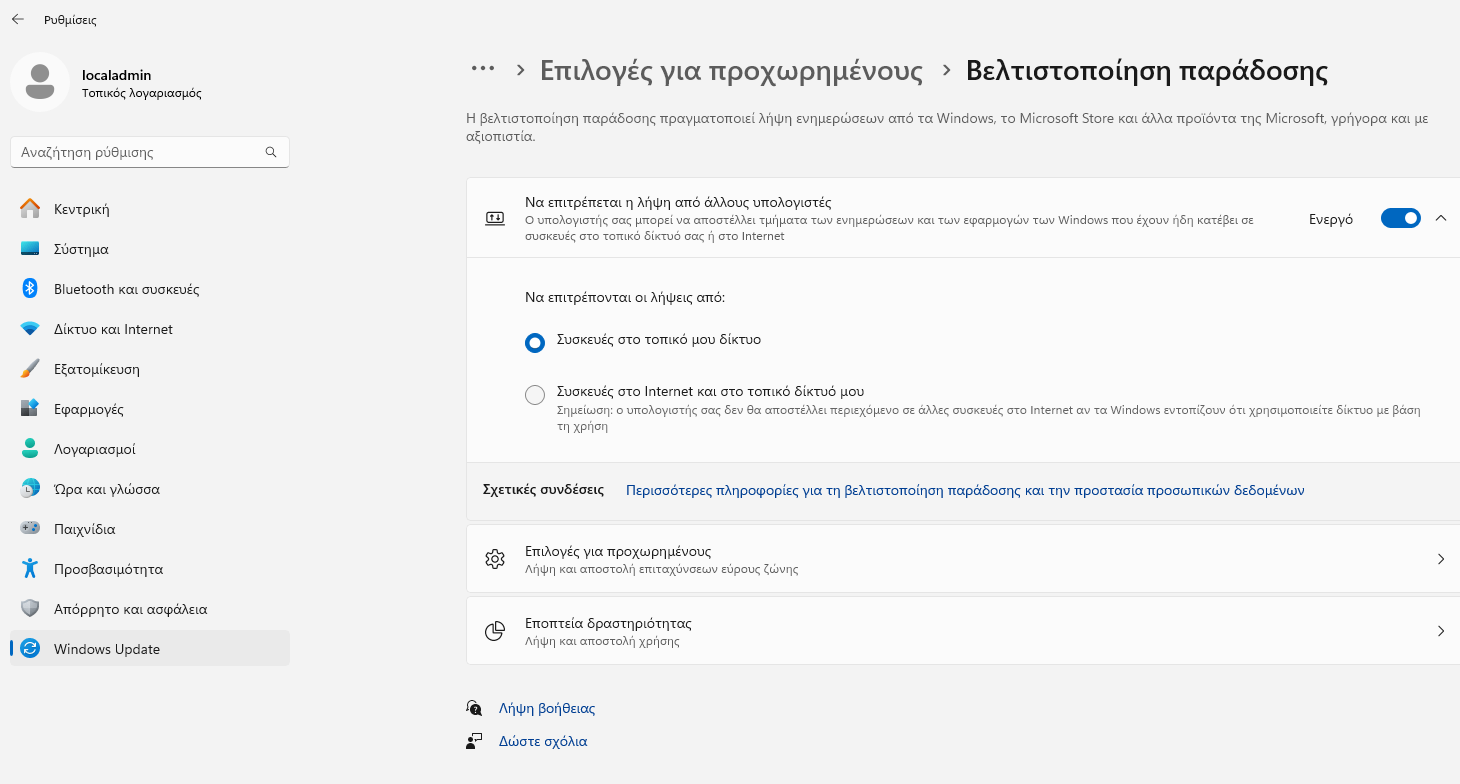 Ρυθμίσεις
localadmin
Τοπικός λογαριασμός
Αναζήτηση ρύθμισης
Κεντρική
Σύστημα
Bluetooth και συσκευές
Δίκτυο και Internet
Εξατομίκευση
Εφαρμογές
Λογαριασμοί
Ώρα και γλώσσα
Παιχνίδια
Προσβασιμότητα
Απόρρητο και ασφάλεια
Windows Update
··· > Επιλογές για προχωρημένους > Βελτιστοποίηση παράδοσης
Η βελτιστοποίηση παράδοσης πραγματοποιεί λήψη ενημερώσεων από τα Windows, το Microsoft Store και άλλα προϊόντα της Microsoft, γρήγορα και με
αξιοπιστία.
Να επιτρέπεται η λήψη από άλλους υπολογιστές
Ο υπολογιστής σας μπορεί να αποστέλλει τμήματα των ενημερώσεων και των εφαρμογών των Windows που έχουν ήδη κατέβει σε
συσκευές στο τοπικό δίκτυό σας ή στο Internet
Ενεργό
Να επιτρέπονται οι λήψεις από:
Συσκευές στο τοπικό μου δίκτυο
Συσκευές στο Internet και στο τοπικό δίκτυό μου
Σημείωση: ο υπολογιστής σας δεν θα αποστέλλει περιεχόμενο σε άλλες συσκευές στο Internet αν τα Windows εντοπίζουν ότι χρησιμοποιείτε δίκτυο με βάση
τη χρήση
Σχετικές συνδέσεις Περισσότερες πληροφορίες για τη βελτιστοποίηση παράδοσης και την προστασία προσωπικών δεδομένων
Επιλογές για προχωρημένους
Λήψη και αποστολή επιταχύνσεων εύρους ζώνης
Εποπτεία δραστηριότητας
Λήψη και αποστολή χρήσης
Λήψη βοήθειας
Δώστε σχόλια